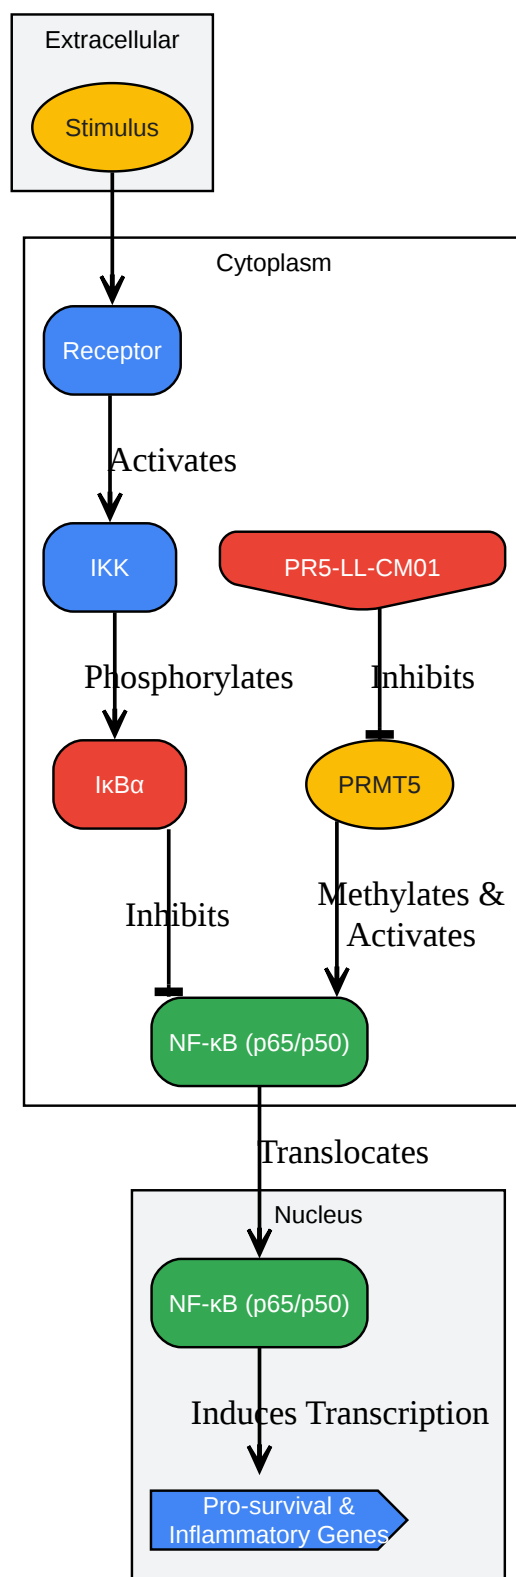 Extracellular
Stimulus
Cytoplasm
Receptor
Activates
IKK
PR5-LL-CM01
Phosphorylates
Inhibits
IκBα
PRMT5
Inhibits
Methylates &
Activates
NF-κB (p65/p50)
Translocates
Nucleus
NF-κB (p65/p50)
Induces Transcription
Pro-survival &
Inflammatory Genes